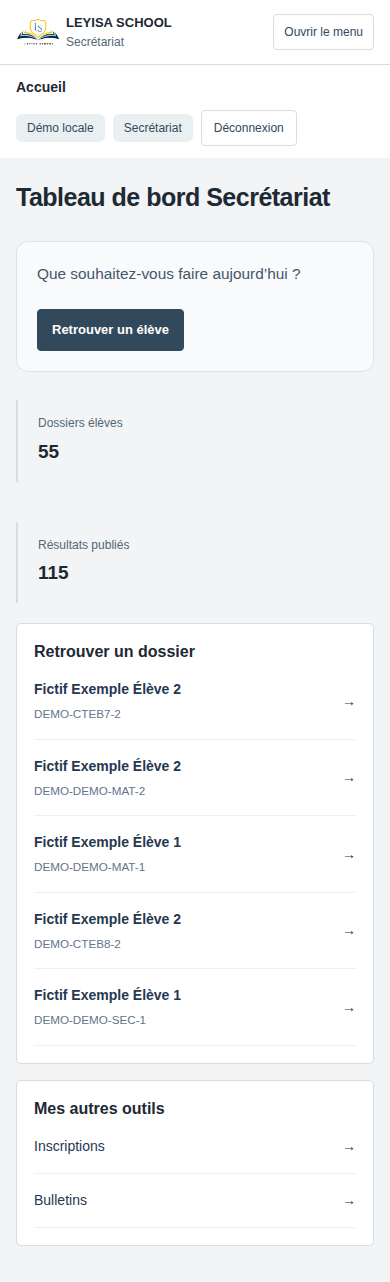 LEYISA SCHOOL
Secrétariat
Ouvrir le menu
Accueil
Démo locale
Secrétariat
Déconnexion
Tableau de bord Secrétariat
Que souhaitez-vous faire aujourd’hui ?
Retrouver un élève
Dossiers élèves
55
Résultats publiés
115
Retrouver un dossier
Fictif Exemple Élève 2
→
DEMO-CTEB7-2
Fictif Exemple Élève 2
→
DEMO-DEMO-MAT-2
Fictif Exemple Élève 1
→
DEMO-DEMO-MAT-1
Fictif Exemple Élève 2
→
DEMO-CTEB8-2
Fictif Exemple Élève 1
→
DEMO-DEMO-SEC-1
Mes autres outils
Inscriptions →
Bulletins →